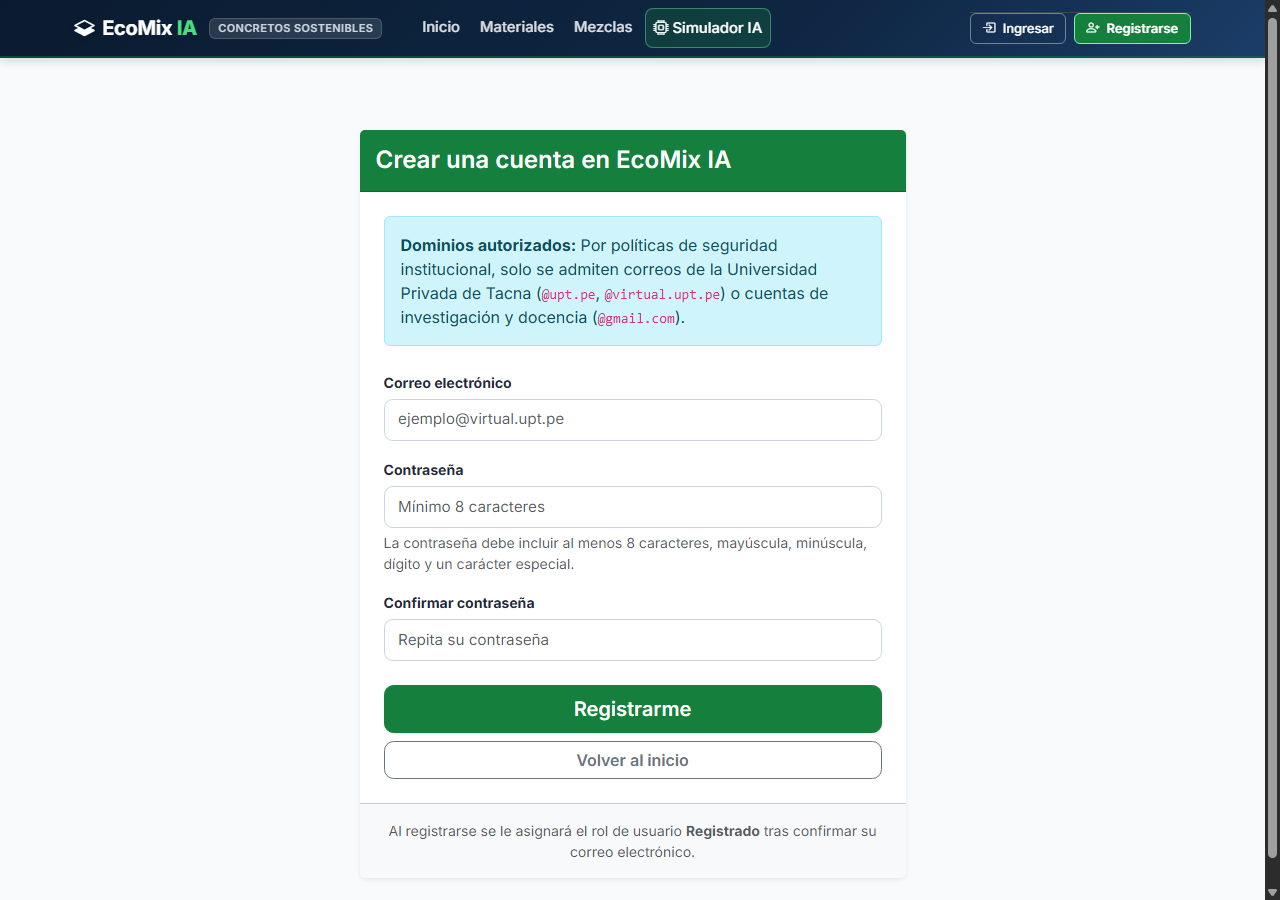 EcoMix IA CONCRETOS SOSTENIBLES Inicio Materiales Mezclas Simulador IA Ingresar Registrarse
Crear una cuenta en EcoMix IA
Dominios autorizados: Por políticas de seguridad
institucional, solo se admiten correos de la Universidad
Privada de Tacna (@upt.pe, @virtual.upt.pe) o cuentas de
investigación y docencia (@gmail.com).
Correo electrónico
ejemplo@virtual.upt.pe
Contraseña
Mínimo 8 caracteres
La contraseña debe incluir al menos 8 caracteres, mayúscula, minúscula,
dígito y un carácter especial.
Confirmar contraseña
Repita su contraseña
Registrarme
Volver al inicio
Al registrarse se le asignará el rol de usuario Registrado tras confirmar su
correo electrónico.